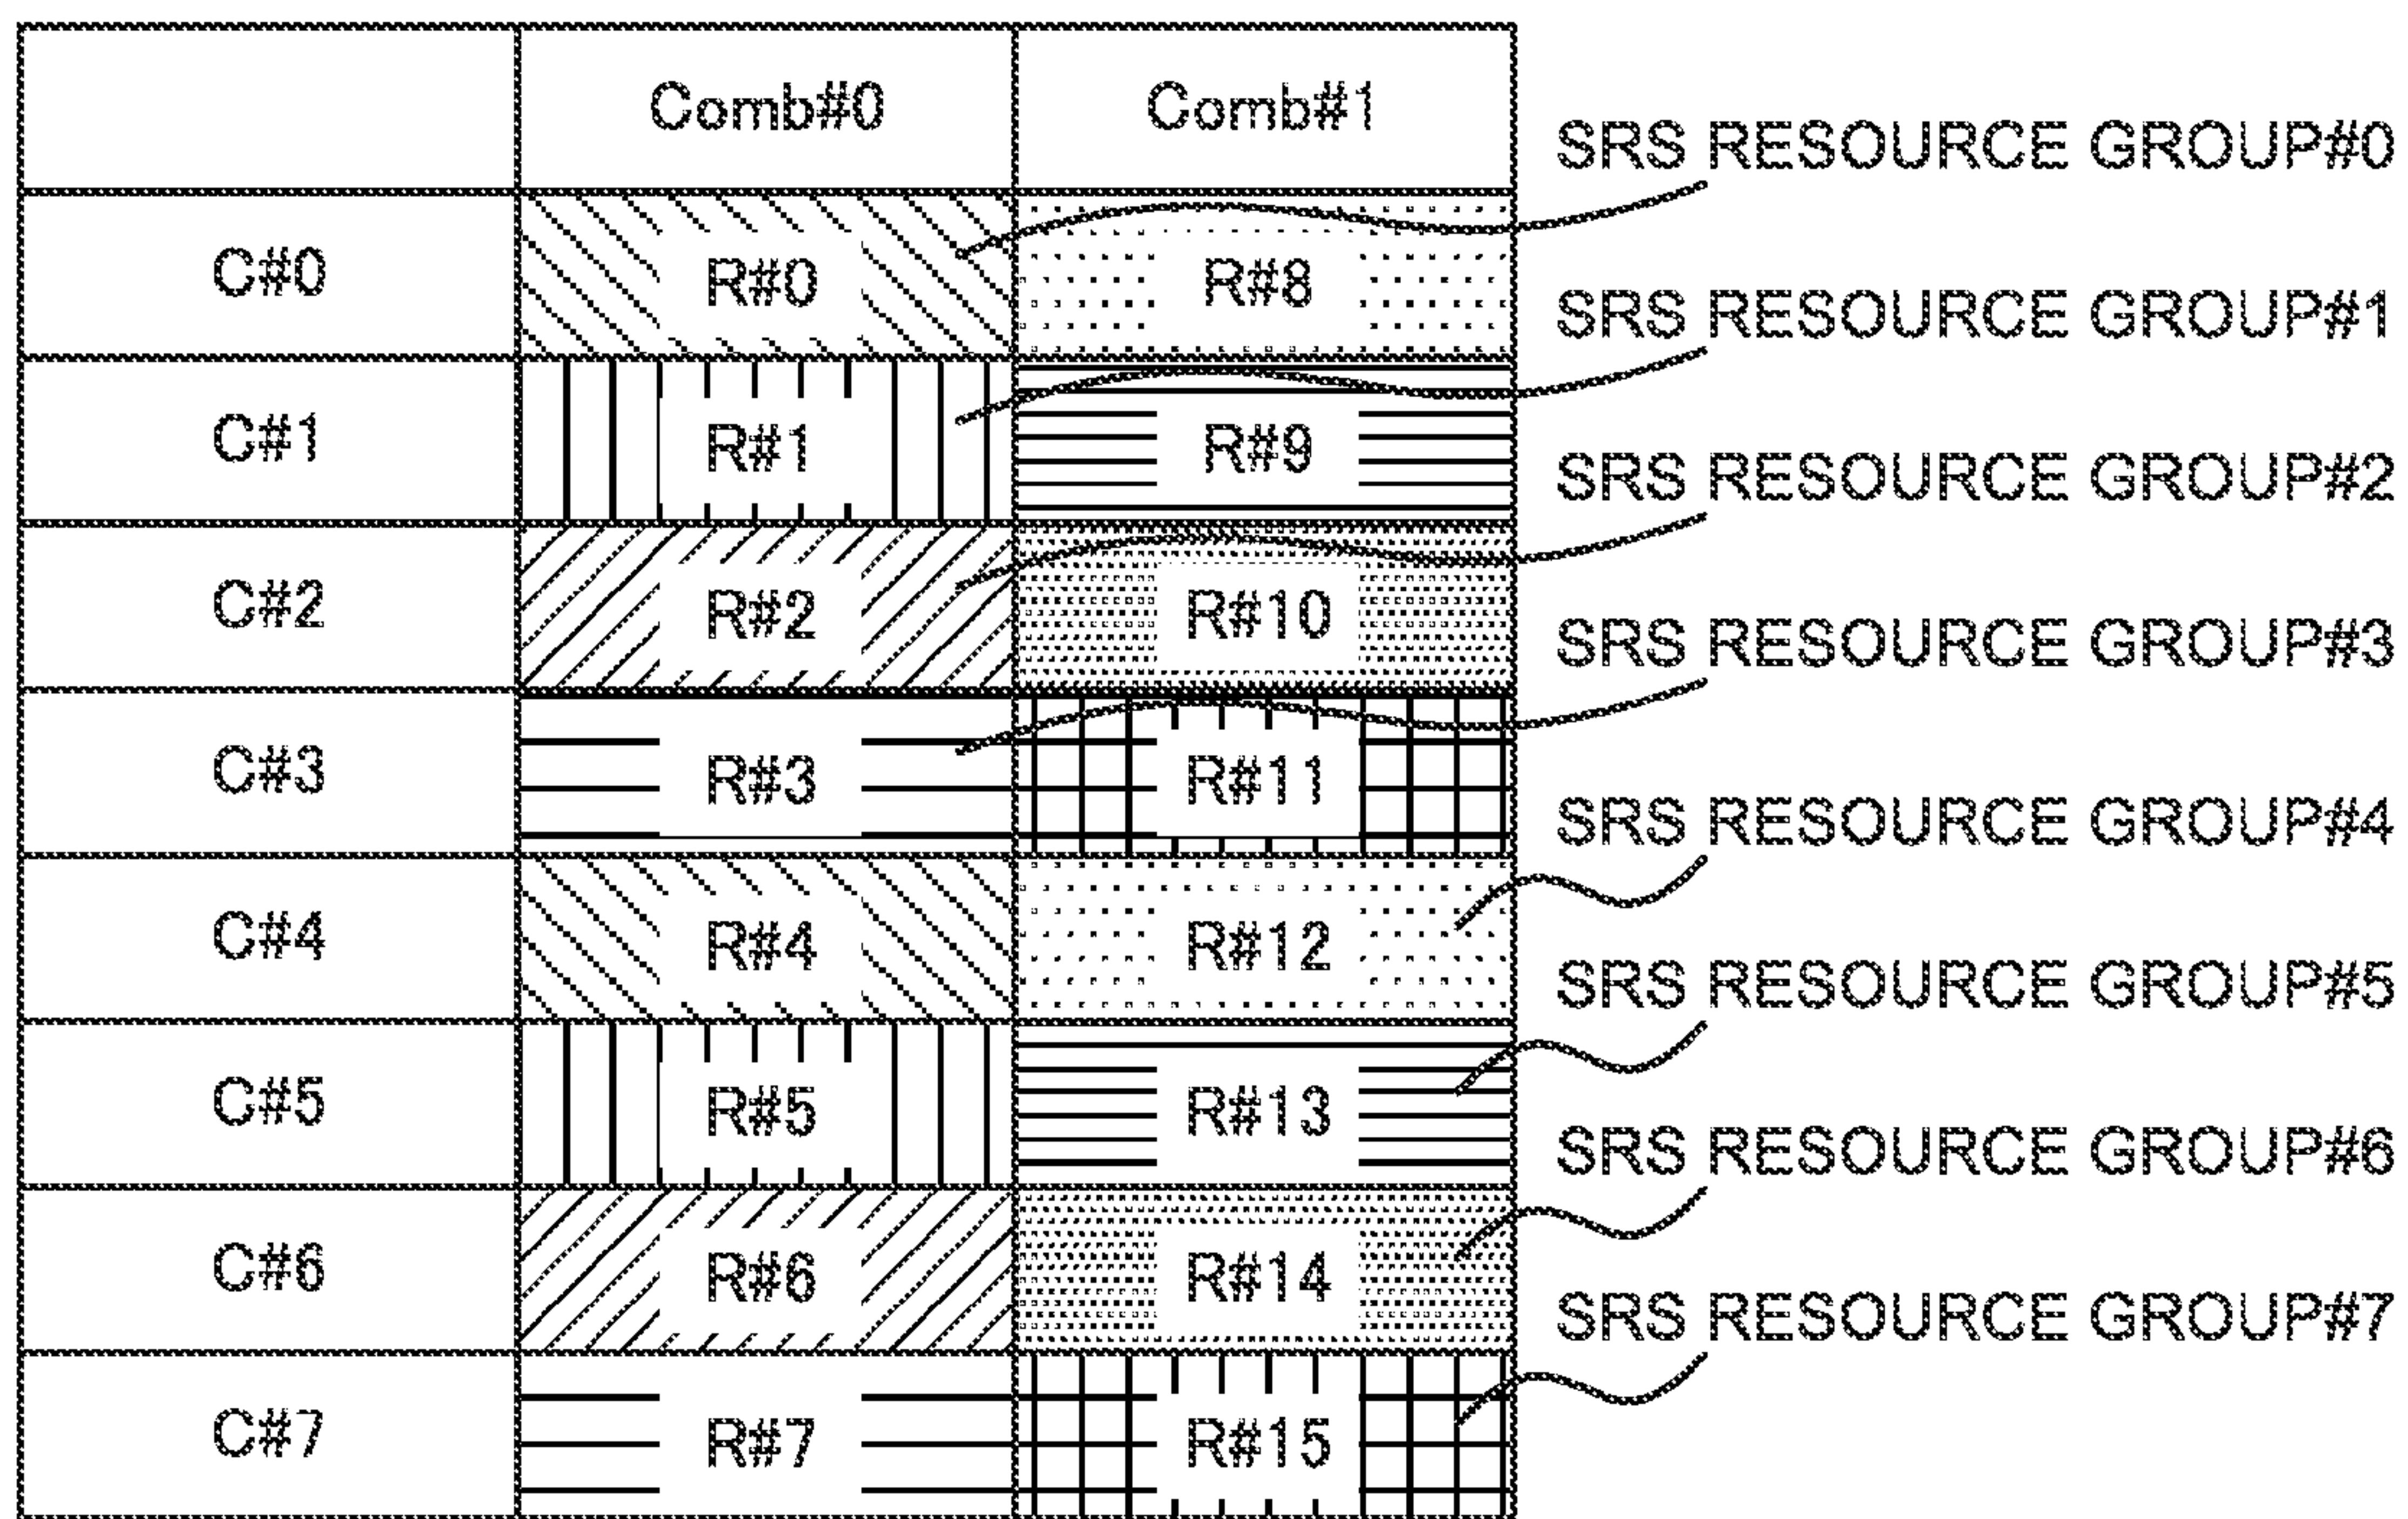 Comb#0 Comb#1
SRS RESOURCE GROUP#0
C#0 R#0 R#8
SRS RESOURCE GROUP#1
C#1 R#1 R#9
SRS RESOURCE GROUP#2
C#2 R#2 R#10
SRS RESOURCE GROUP#3
C#3 R#3 R#11
SRS RESOURCE GROUP#4
C#4 R#4 R#12
SRS RESOURCE GROUP#5
C#5 R#5 R#13
SRS RESOURCE GROUP#6
C#6 R#6 R#14
SRS RESOURCE GROUP#7
C#7 R#7 R#15